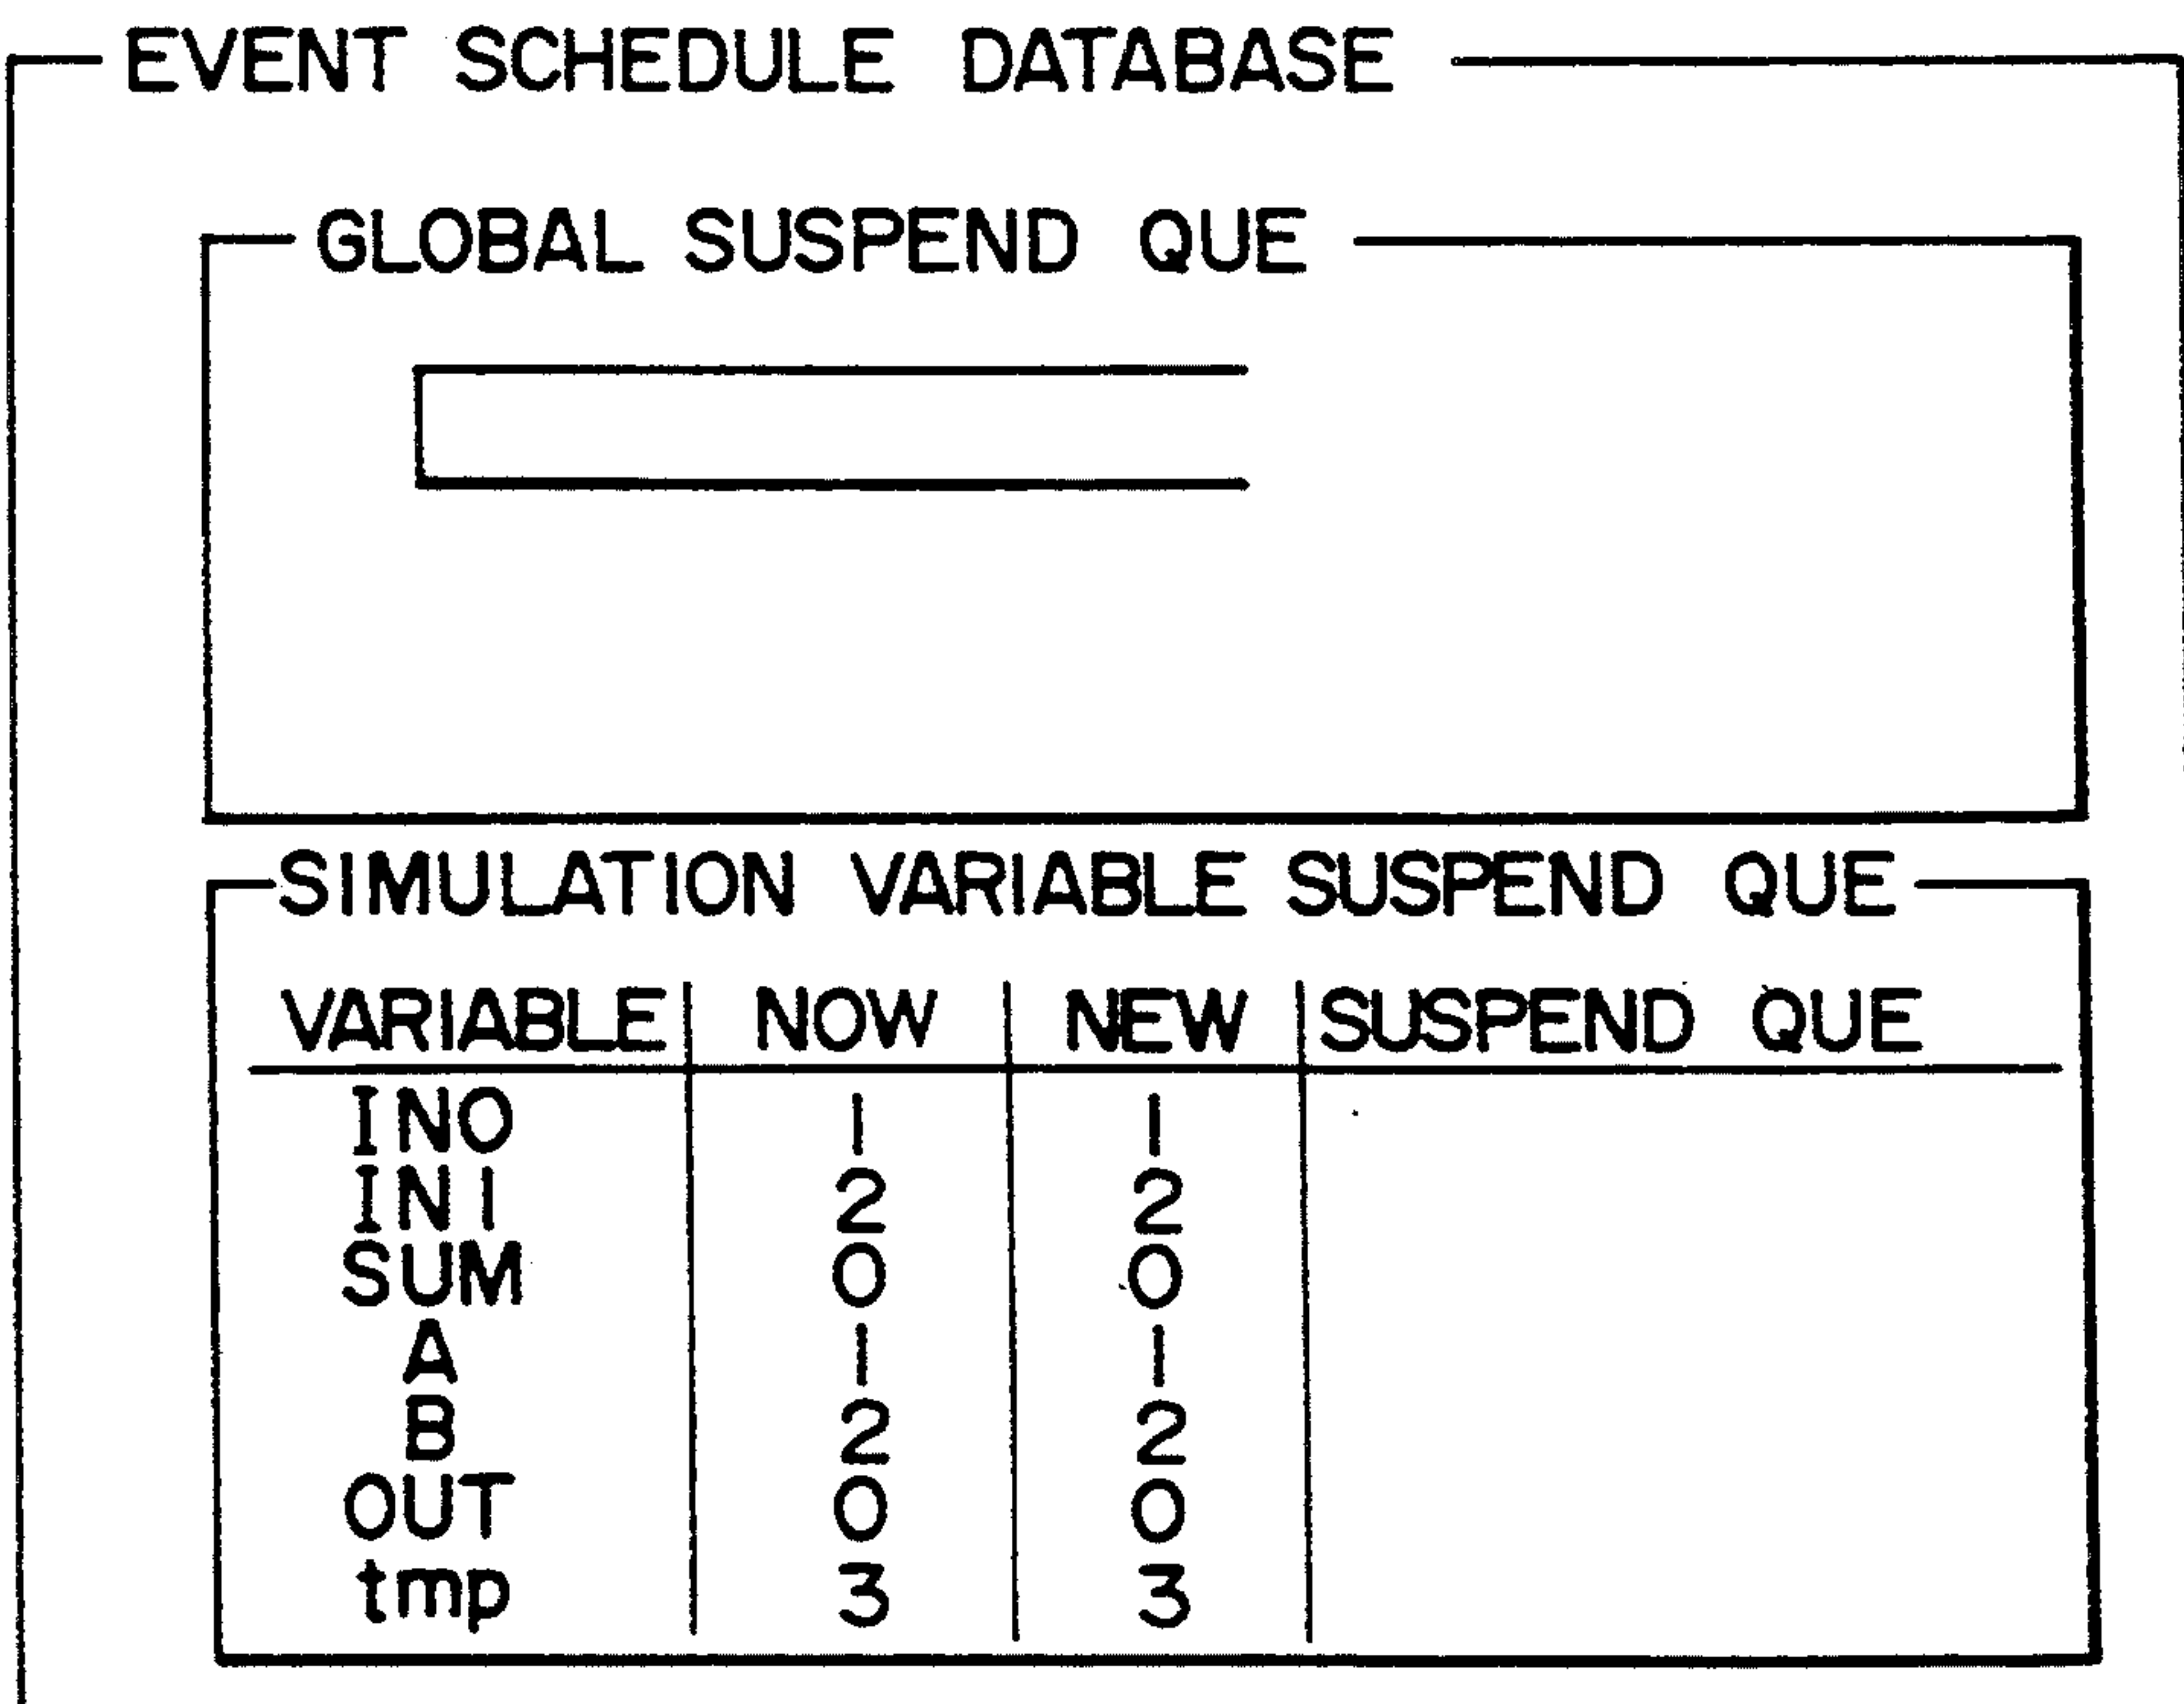 EVENT SCHEDULE DATABASE
GLOBAL SUSPEND QUE
SIMULATION VARIABLE SUSPEND QUE
VARIABLE NOW NEW SUSPEND QUE
IN0 1 1
IN1 2 2
SUM 0 0
A 1 1
B 2 2
OUT 0 0
tmp 3 3